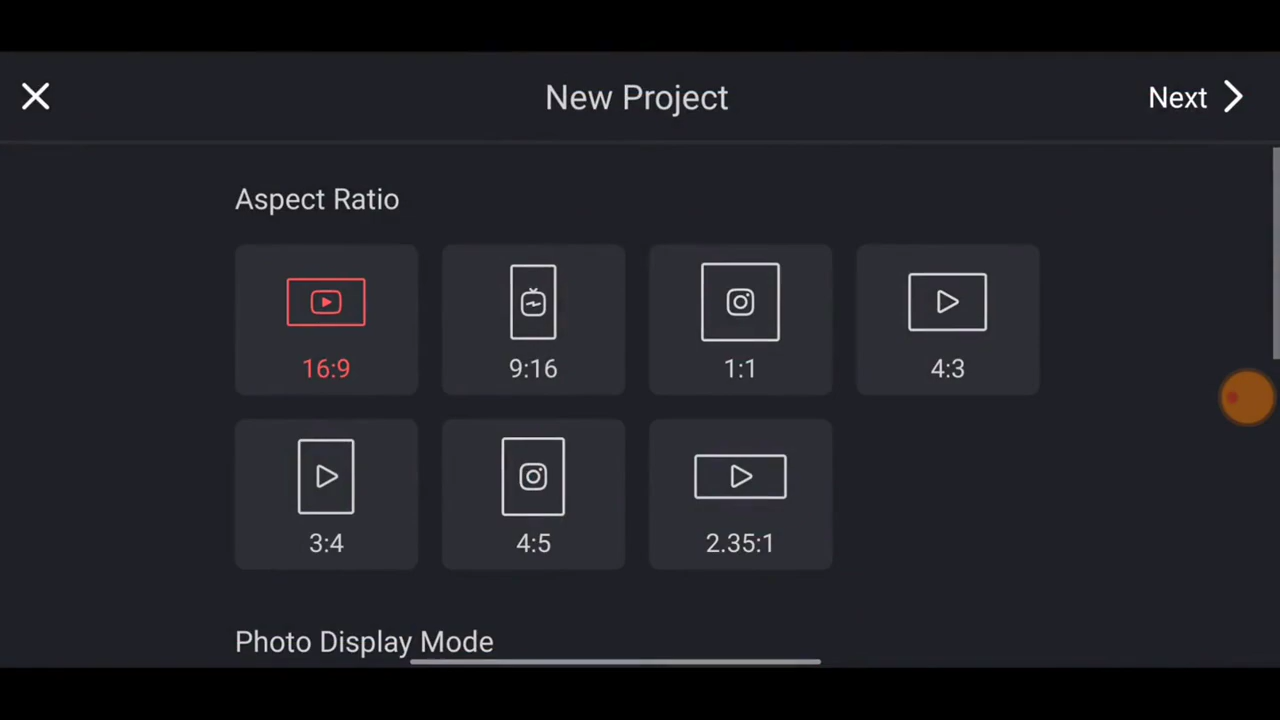 New Project
Next
Aspect Ratio
16:9
9:16
1:1
4:3
3:4
4:5
2.35:1
Photo Display Mode